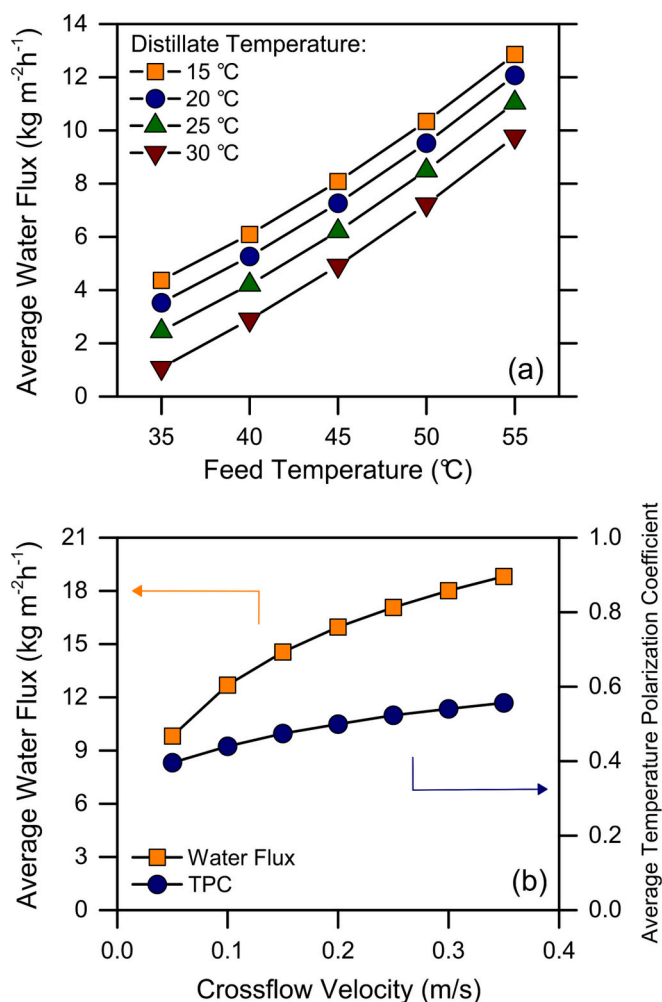 Average Water Flux (kg m⁻²h⁻¹)
14
12
10
8
6
4
2
0
Distillate Temperature:
15 °C
20 °C
25 °C
30 °C
(a)
35 40 45 50 55
Feed Temperature (°C)
Average Water Flux (kg m⁻²h⁻¹)
21
18
15
12
9
6
3
0
Water Flux
TPC
(b)
1.0
0.8
0.6
0.4
0.2
0.0
Average Temperature Polarization Coefficient
0.0 0.1 0.2 0.3 0.4
Crossflow Velocity (m/s)